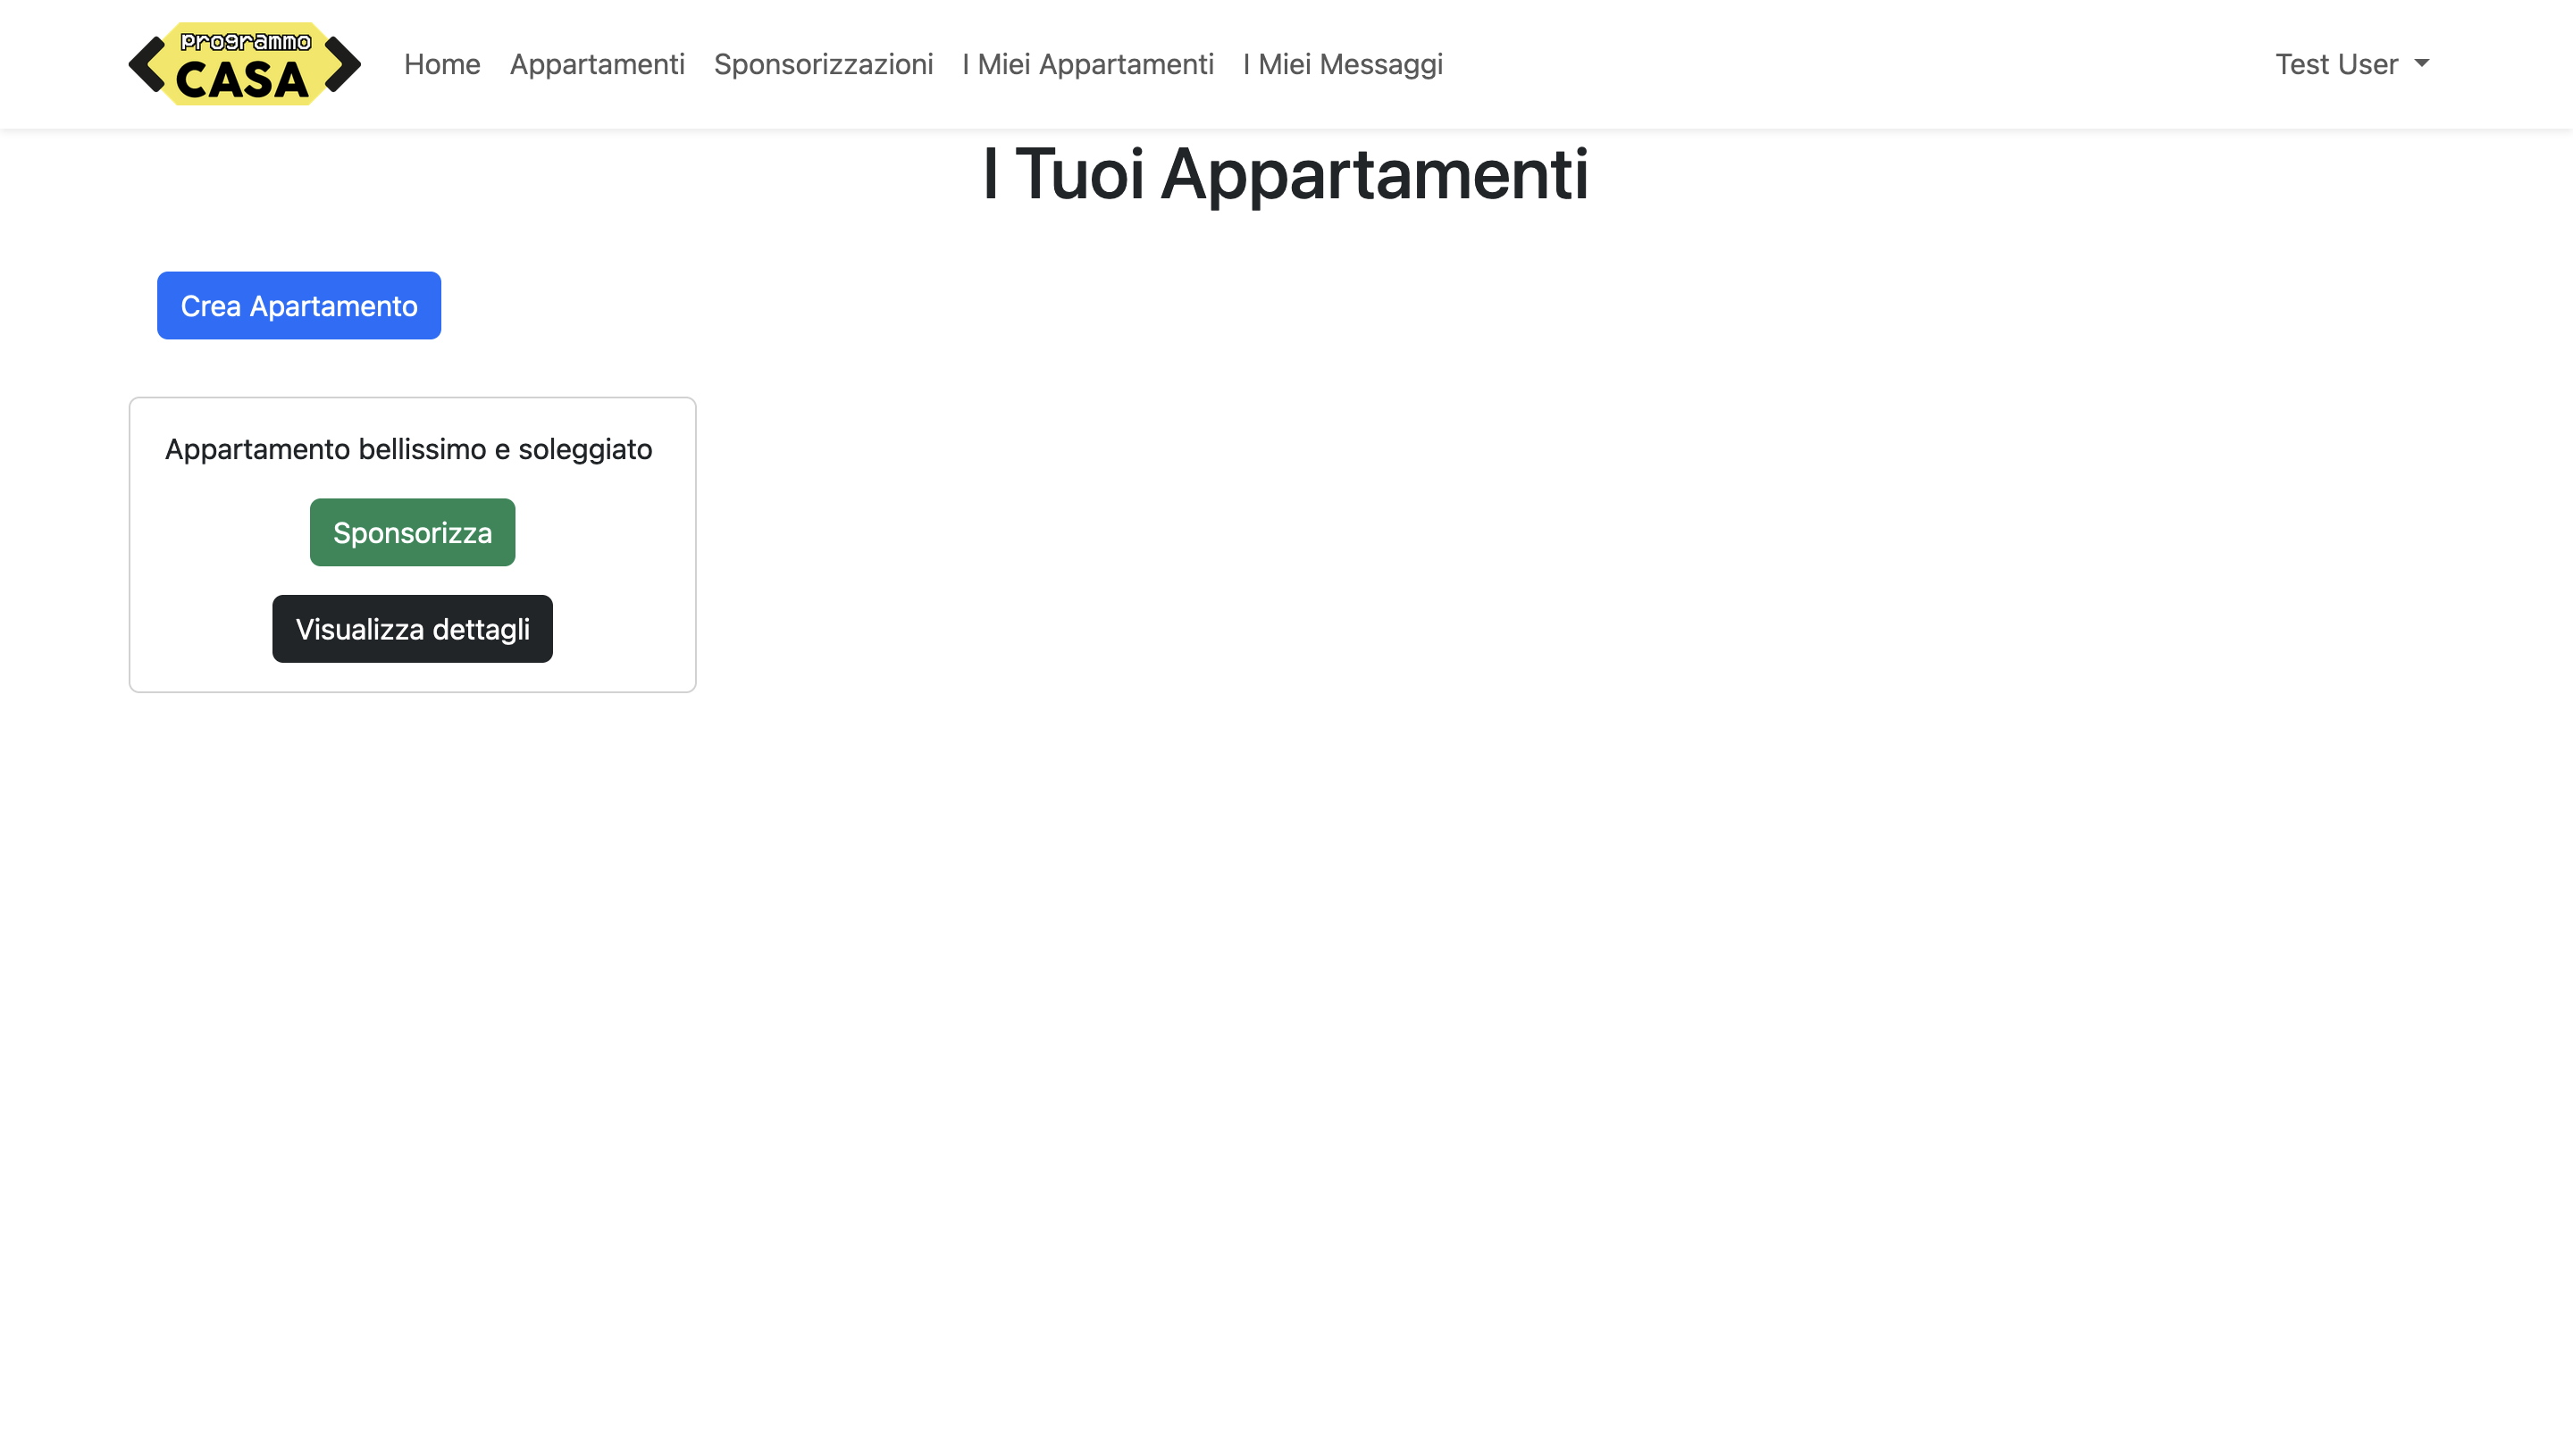 programmo
CASA
Home Appartamenti Sponsorizzazioni I Miei Appartamenti I Miei Messaggi Test User
I Tuoi Appartamenti
Crea Apartamento
Appartamento bellissimo e soleggiato
Sponsorizza
Visualizza dettagli